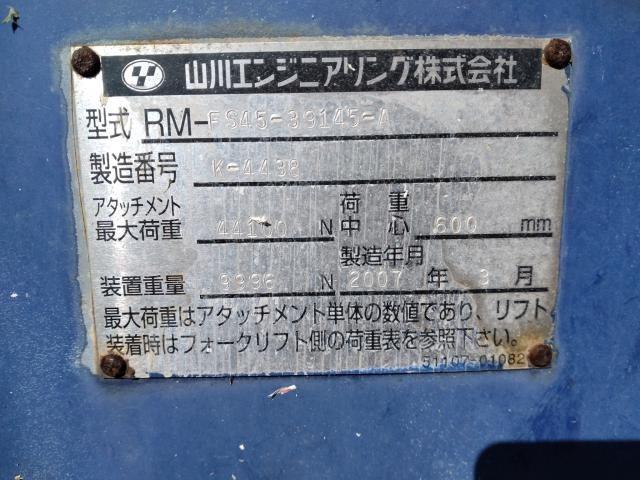 山川エンジニアリング株式会社
型式 RM-FS45-39145-A
製造番号 K-4438
アタッチメント 荷重
最大荷重 44100 N 中心 600 mm
製造年月
装置重量 9996 N 2007 年 3 月
最大荷重はアタッチメント単体の数値であり、リフト
装着時はフォークリフト側の荷重表を参照下さい。
51107-01082